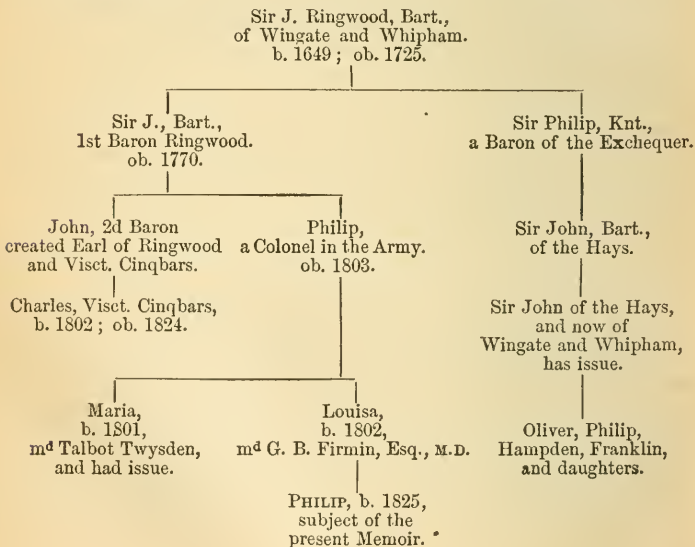 Sir J. Ringwood, Bart.,
of Wingate and Whipham.
b. 1649 ; ob. 1725.
Sir J., Bart.,
1st Baron Ringwood.
ob. 1770.
Sir Philip, Knt.,
a Baron of the Exchequer.
John, 2d Baron
created Earl of Ringwood
and Visct. Cinqbars.
Philip,
a Colonel in the Army.
ob. 1803.
Sir John, Bart.,
of the Hays.
Charles, Visct. Cinqbars,
b. 1802 ; ob. 1824.
Sir John of the Hays,
and now of
Wingate and Whipham,
has issue.
Maria,
b. 1801,
md Talbot Twysden,
and had issue.
Louisa,
b. 1802,
md G. B. Firmin, Esq., M.D.
Oliver, Philip,
Hampden, Franklin,
and daughters.
PHILIP, b. 1825,
subject of the
present Memoir.